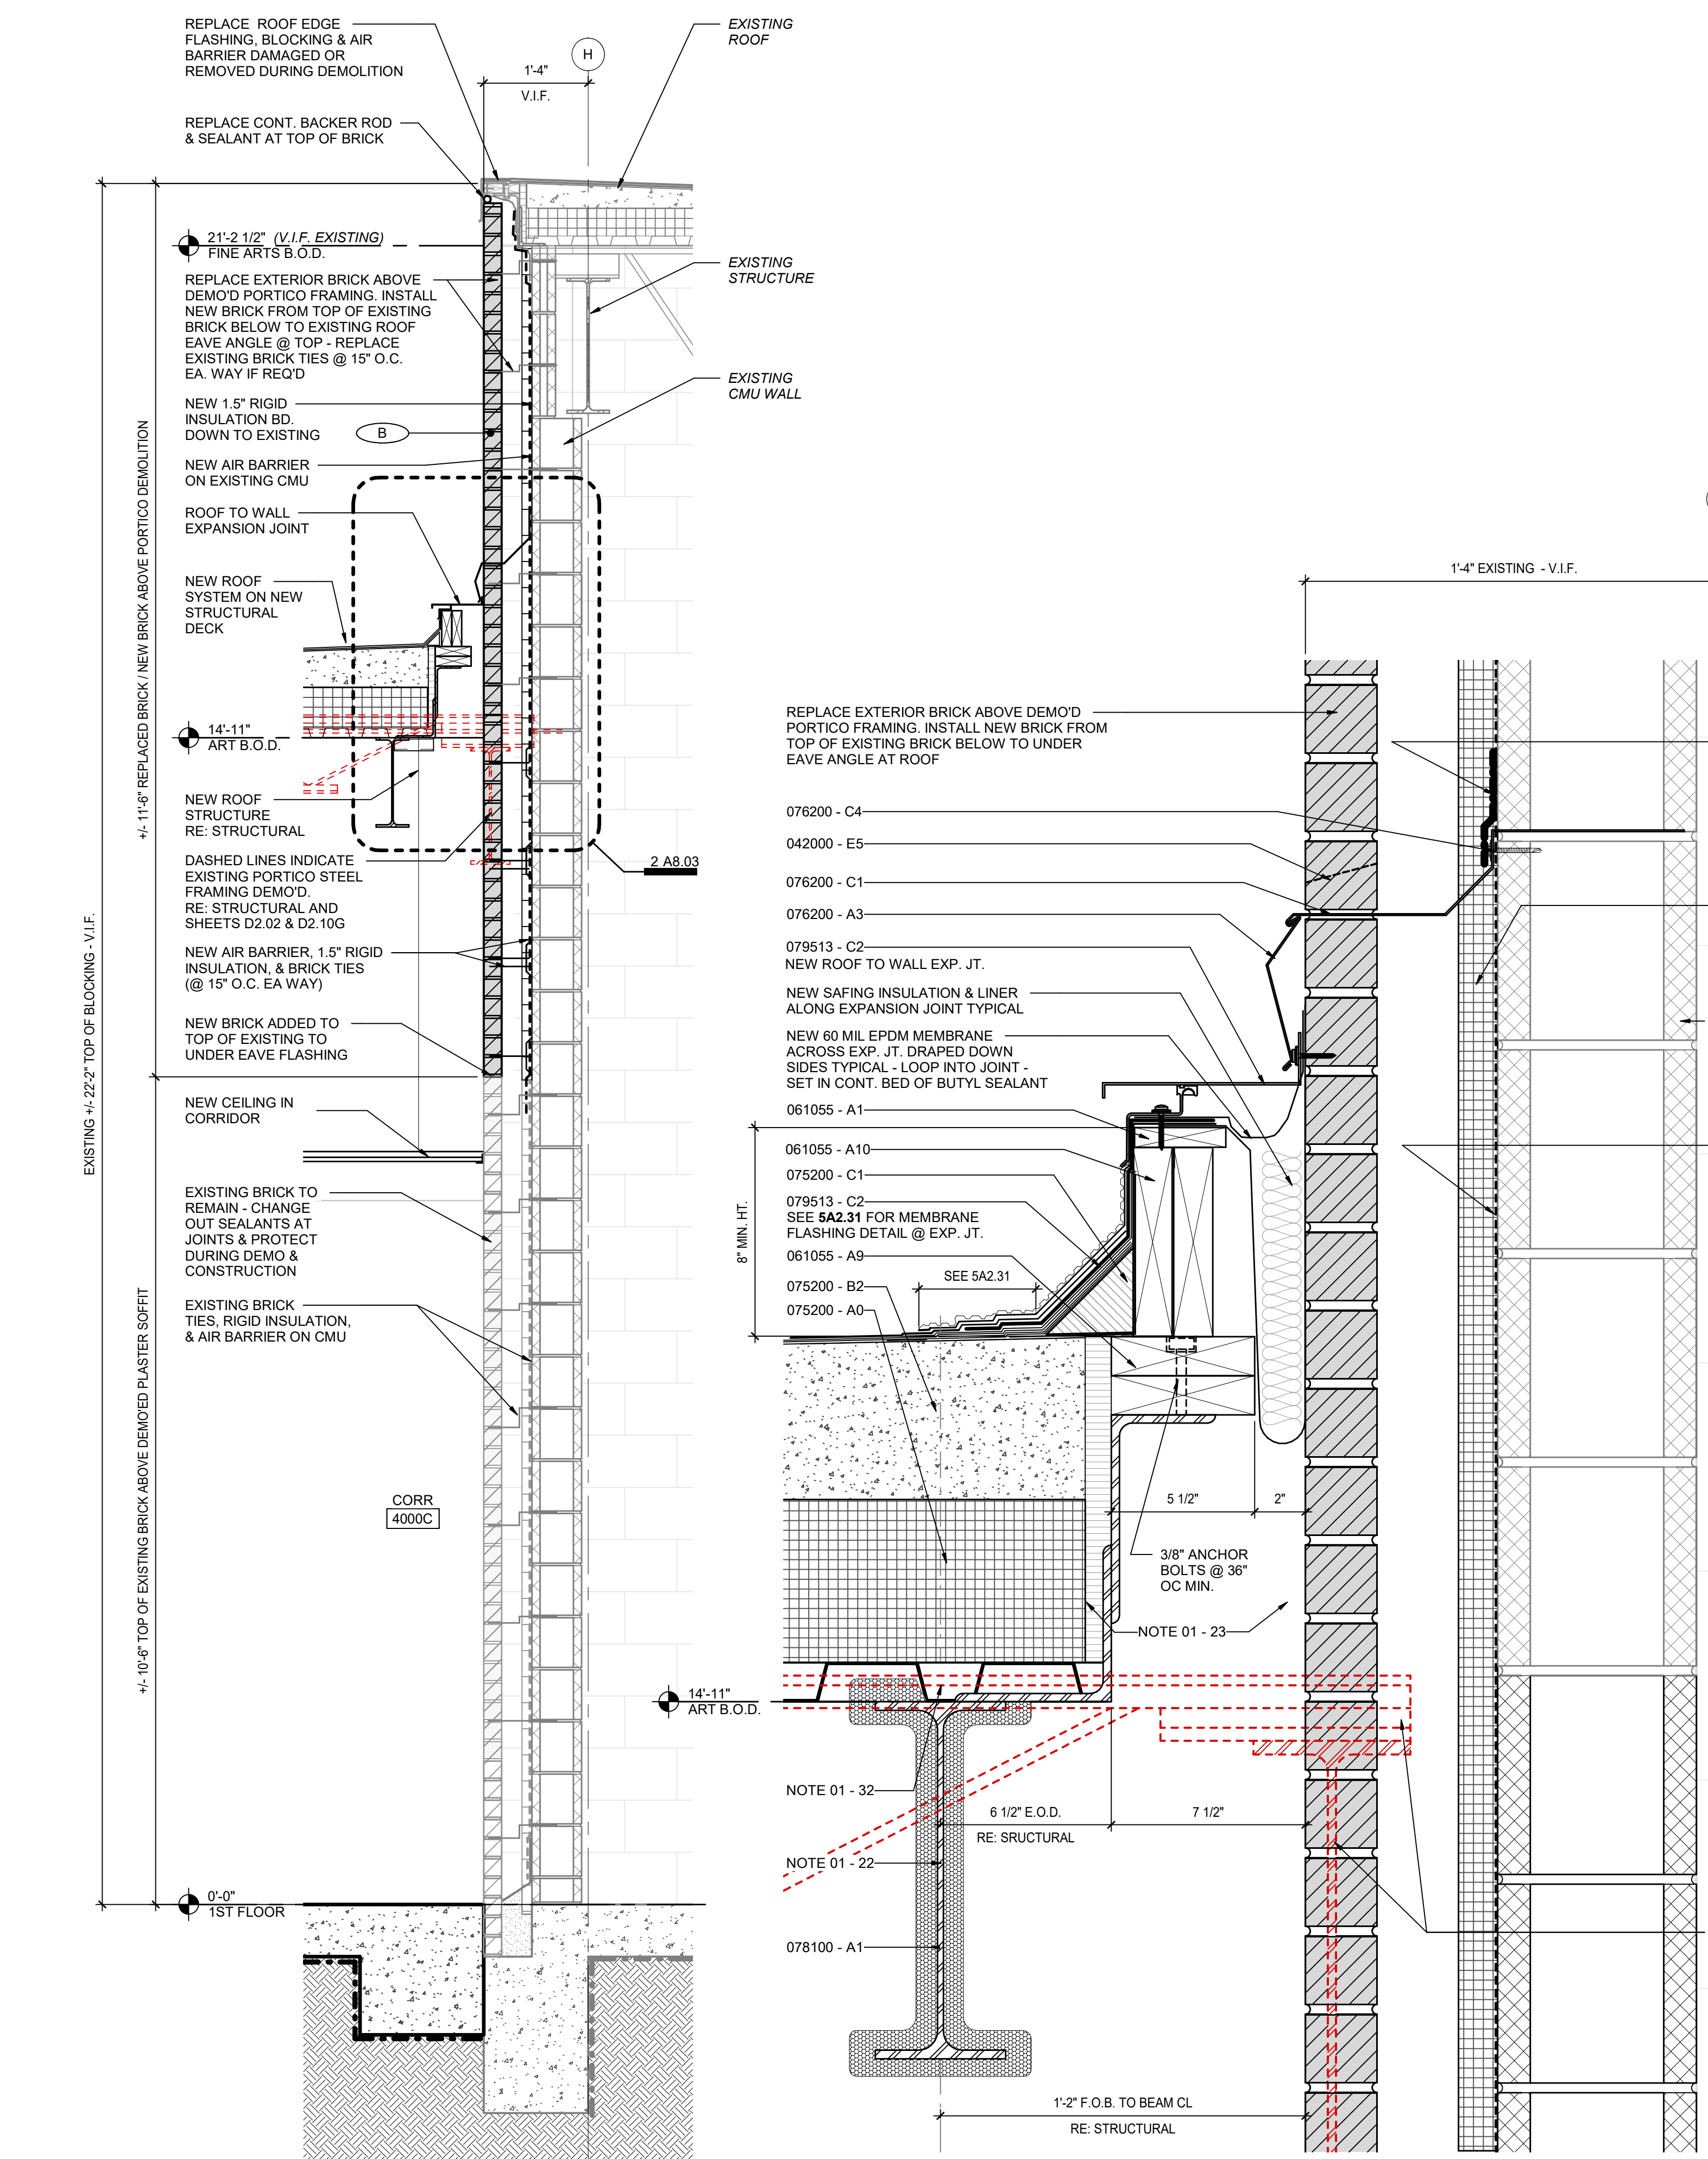 REPLACE ROOF EDGE
FLASHING, BLOCKING & AIR
BARRIER DAMAGED OR
REMOVED DURING DEMOLITION
EXISTING
ROOF
H
1'-4"
V.I.F.
REPLACE CONT. BACKER ROD
& SEALANT AT TOP OF BRICK
21'-2 1/2" (V.I.F. EXISTING)
FINE ARTS B.O.D.
REPLACE EXTERIOR BRICK ABOVE
DEMO'D PORTICO FRAMING. INSTALL
NEW BRICK FROM TOP OF EXISTING
BRICK BELOW TO EXISTING ROOF
EAVE ANGLE @ TOP - REPLACE
EXISTING BRICK TIES @ 15" O.C.
EA. WAY IF REQ'D
EXISTING
STRUCTURE
EXISTING
CMU WALL
NEW 1.5" RIGID
INSULATION BD.
DOWN TO EXISTING
B
NEW AIR BARRIER
ON EXISTING CMU
ROOF TO WALL
EXPANSION JOINT
NEW ROOF
SYSTEM ON NEW
STRUCTURAL
DECK
14'-11"
ART B.O.D.
NEW ROOF
STRUCTURE
RE: STRUCTURAL
DASHED LINES INDICATE
EXISTING PORTICO STEEL
FRAMING DEMO'D.
RE: STRUCTURAL AND
SHEETS D2.02 & D2.10G
2 A8.03
NEW AIR BARRIER, 1.5" RIGID
INSULATION, & BRICK TIES
(@ 15" O.C. EA WAY)
NEW BRICK ADDED TO
TOP OF EXISTING TO
UNDER EAVE FLASHING
NEW CEILING IN
CORRIDOR
EXISTING BRICK TO
REMAIN - CHANGE
OUT SEALANTS AT
JOINTS & PROTECT
DURING DEMO &
CONSTRUCTION
EXISTING BRICK
TIES, RIGID INSULATION,
& AIR BARRIER ON CMU
CORR
4000C
0'-0"
1ST FLOOR
EXISTING +/- 22'-2" TOP OF BLOCKING - V.I.F.
+/- 11'-6" REPLACED BRICK / NEW BRICK ABOVE PORTICO DEMOLITION
+/- 10'-6" TOP OF EXISTING BRICK ABOVE DEMO'ED PLASTER SOFFIT
1'-4" EXISTING - V.I.F.
REPLACE EXTERIOR BRICK ABOVE DEMO'D
PORTICO FRAMING. INSTALL NEW BRICK FROM
TOP OF EXISTING BRICK BELOW TO UNDER
EAVE ANGLE AT ROOF
076200 - C4
042000 - E5
076200 - C1
076200 - A3
079513 - C2
NEW ROOF TO WALL EXP. JT.
NEW SAFING INSULATION & LINER
ALONG EXPANSION JOINT TYPICAL
NEW 60 MIL EPDM MEMBRANE
ACROSS EXP. JT. DRAPED DOWN
SIDES TYPICAL - LOOP INTO JOINT -
SET IN CONT. BED OF BUTYL SEALANT
061055 - A1
061055 - A10
075200 - C1
079513 - C2
SEE 5A2.31 FOR MEMBRANE
FLASHING DETAIL @ EXP. JT.
061055 - A9
075200 - B2
075200 - A0
8" MIN. HT.
SEE 5A2.31
5 1/2"
2"
3/8" ANCHOR
BOLTS @ 36"
OC MIN.
NOTE 01 - 23
14'-11"
ART B.O.D.
NOTE 01 - 32
6 1/2" E.O.D.
RE: SRUCTURAL
7 1/2"
NOTE 01 - 22
078100 - A1
1'-2" F.O.B. TO BEAM CL
RE: STRUCTURAL